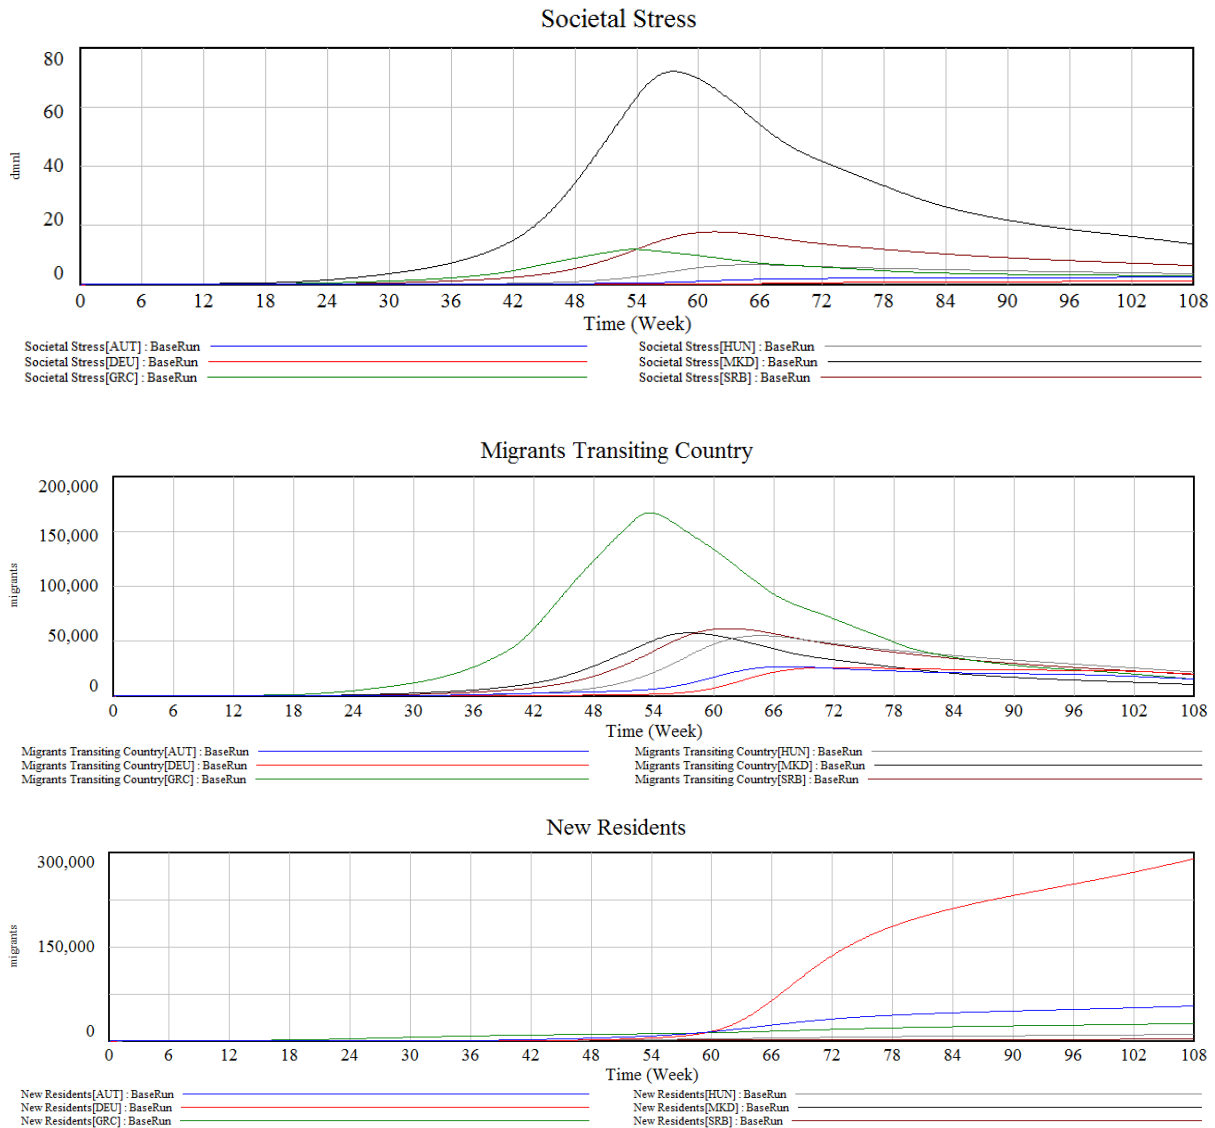 Societal Stress
80
60
40
20
0
dmnl
0 6 12 18 24 30 36 42 48 54 60 66 72 78 84 90 96 102 108
Time (Week)
Societal Stress[AUT] : BaseRun
Societal Stress[DEU] : BaseRun
Societal Stress[GRC] : BaseRun
Societal Stress[HUN] : BaseRun
Societal Stress[MKD] : BaseRun
Societal Stress[SRB] : BaseRun
Migrants Transiting Country
200,000
150,000
100,000
50,000
0
migrants
0 6 12 18 24 30 36 42 48 54 60 66 72 78 84 90 96 102 108
Time (Week)
Migrants Transiting Country[AUT] : BaseRun
Migrants Transiting Country[DEU] : BaseRun
Migrants Transiting Country[GRC] : BaseRun
Migrants Transiting Country[HUN] : BaseRun
Migrants Transiting Country[MKD] : BaseRun
Migrants Transiting Country[SRB] : BaseRun
New Residents
300,000
150,000
0
migrants
0 6 12 18 24 30 36 42 48 54 60 66 72 78 84 90 96 102 108
Time (Week)
New Residents[AUT] : BaseRun
New Residents[DEU] : BaseRun
New Residents[GRC] : BaseRun
New Residents[HUN] : BaseRun
New Residents[MKD] : BaseRun
New Residents[SRB] : BaseRun